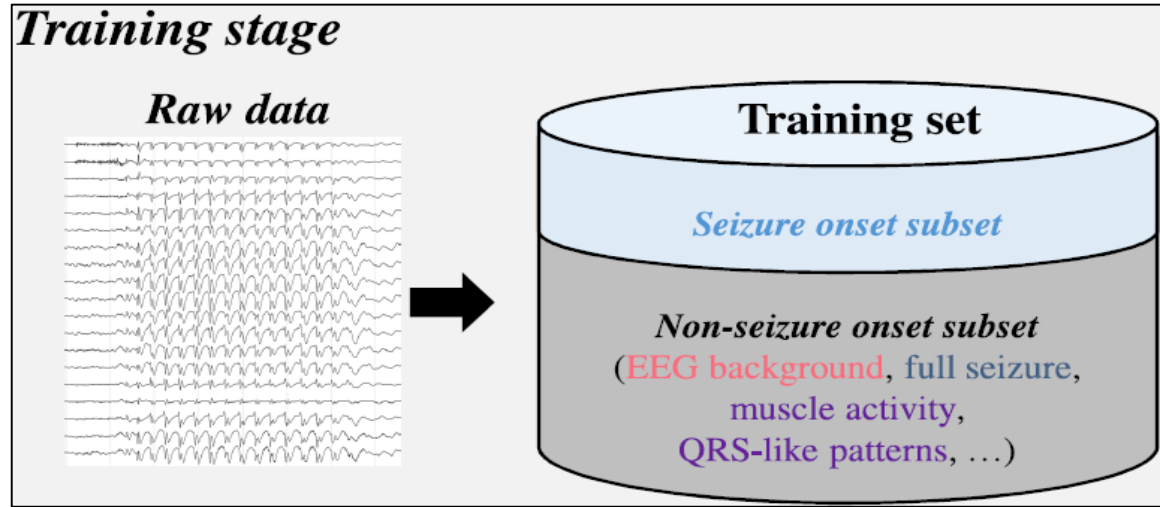 Training stage
Raw data
Training set
Seizure onset subset
Non-seizure onset subset
(EEG background, full seizure,
muscle activity,
QRS-like patterns, …)